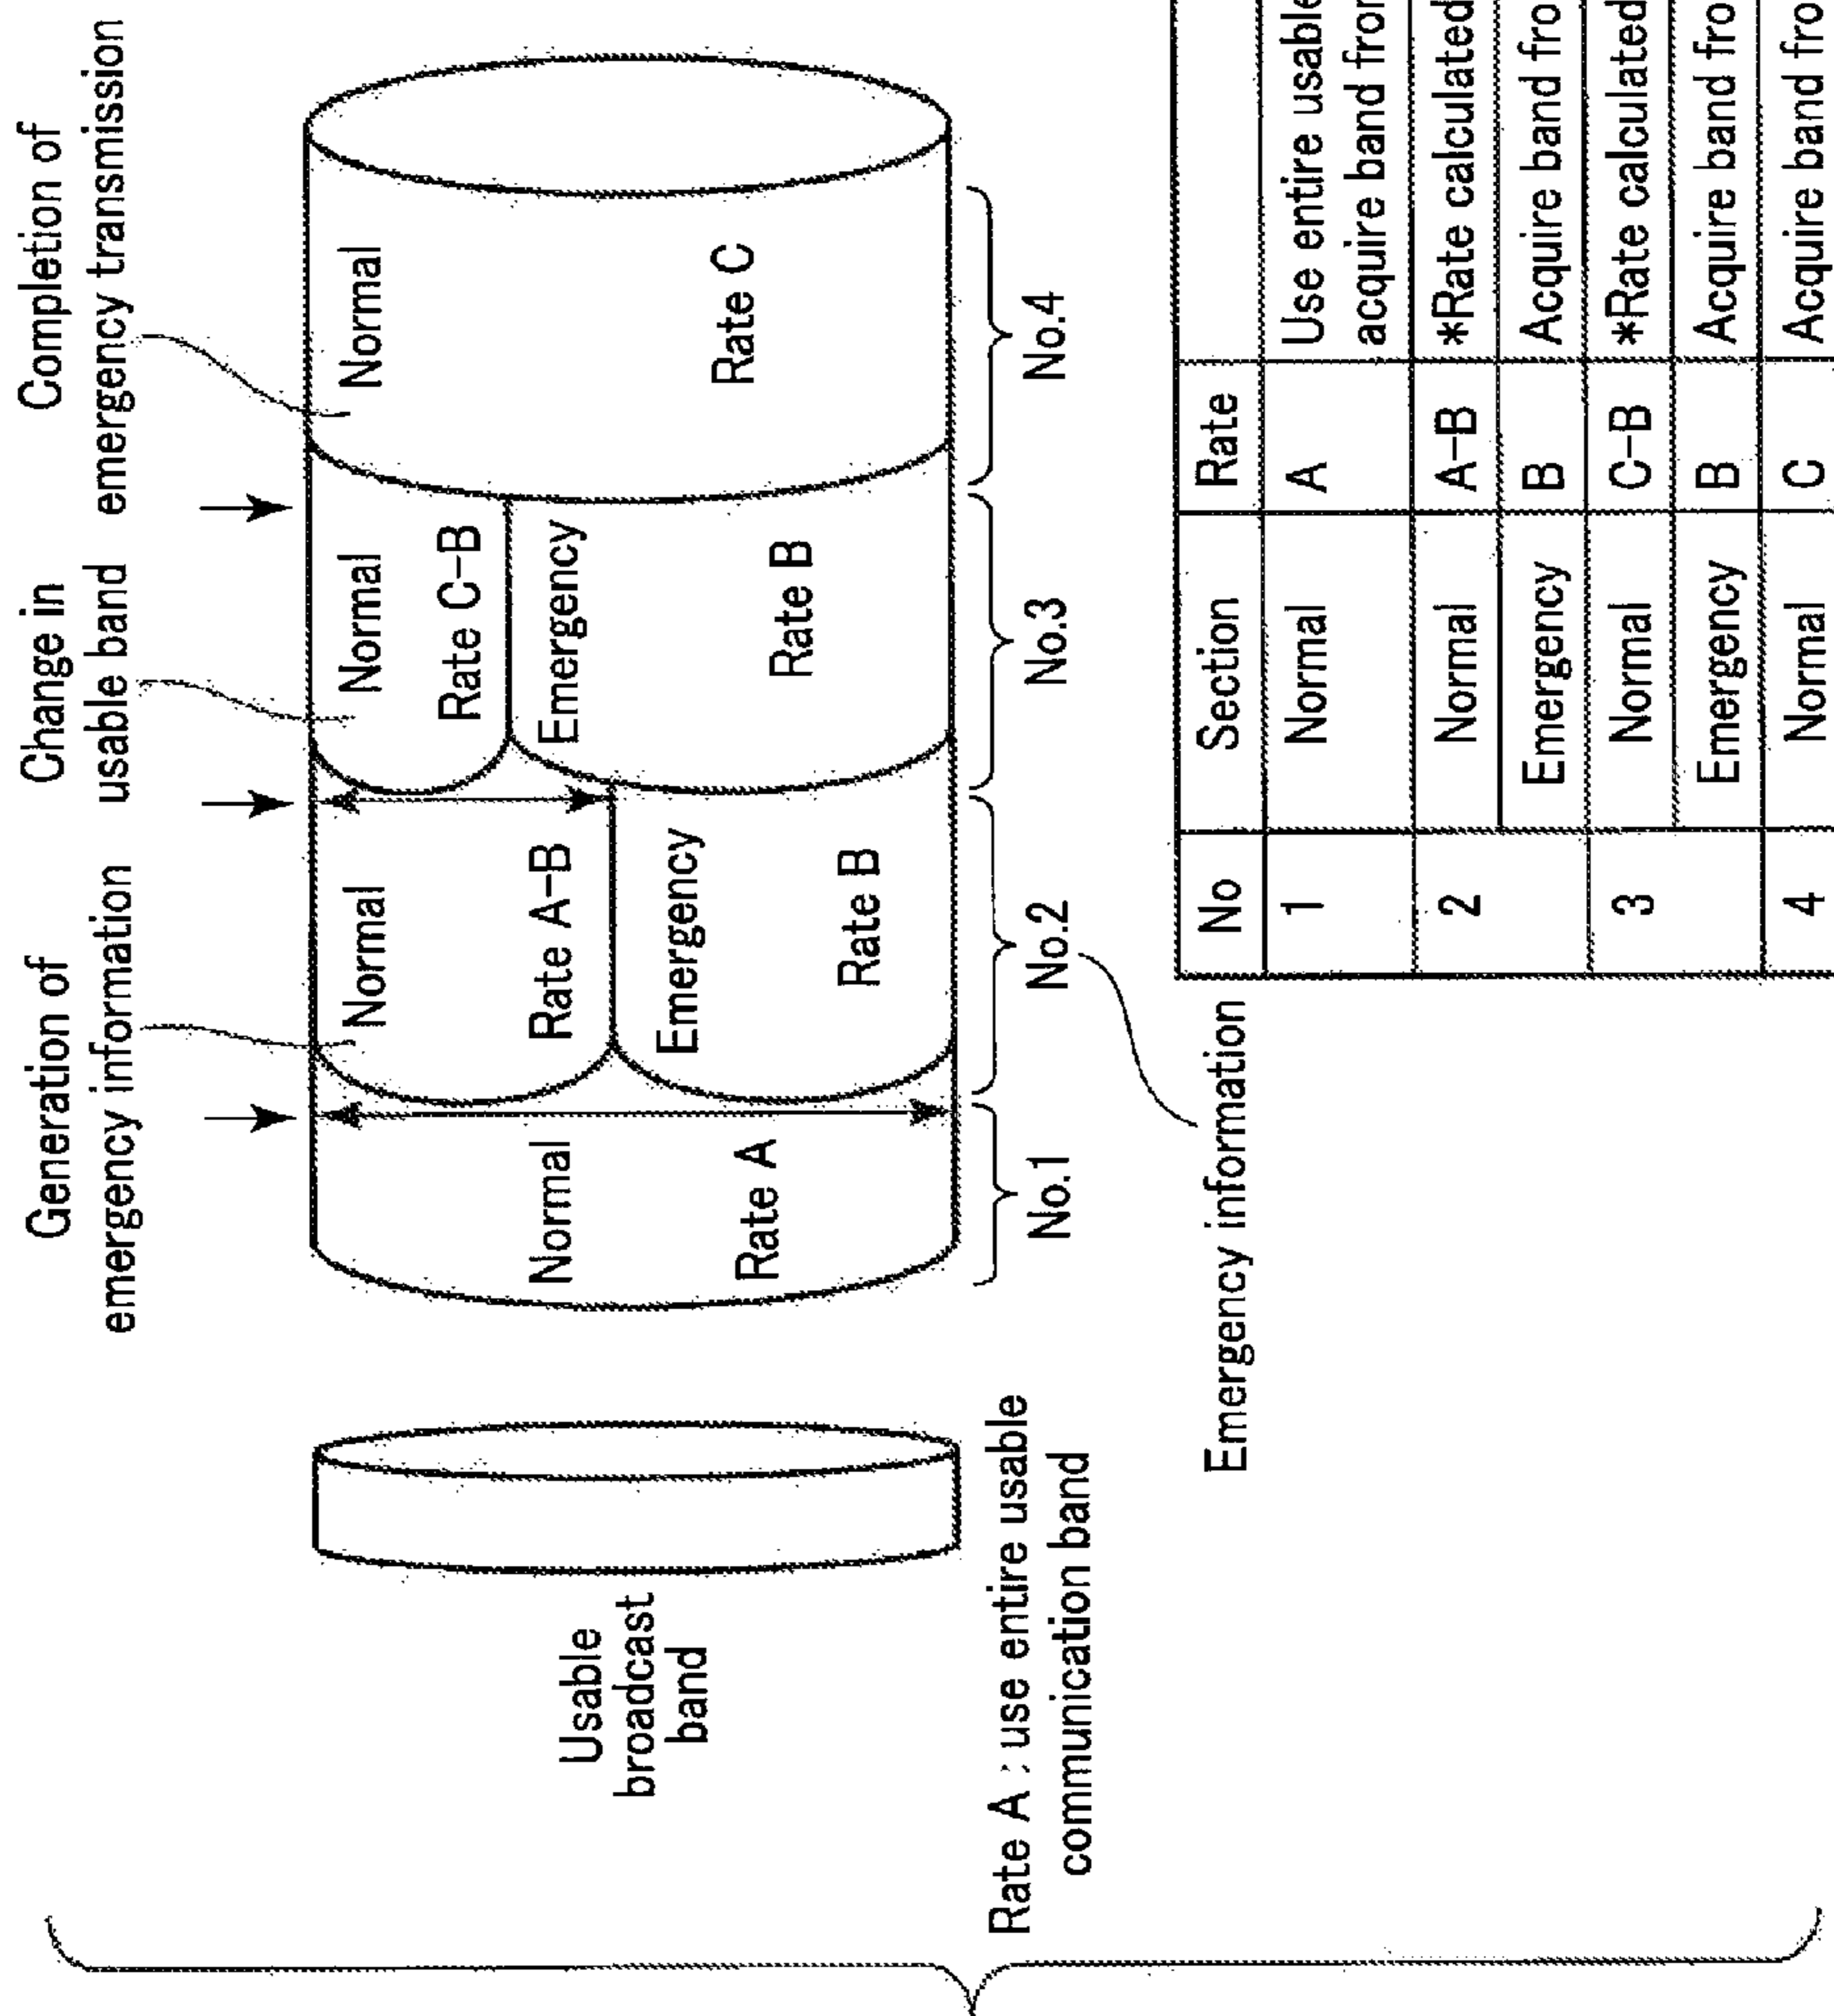 Generation of
emergency information
Change in
usable band
Completion of
emergency transmission
Usable
broadcast
band
Normal
Rate A
Normal
Rate A-B
Emergency
Rate B
Normal
Rate C-B
Emergency
Rate B
Normal
Rate C
No.1
No.2
No.3
No.4
Rate A : use entire usable
communication band
Emergency information
No Section Rate
1 Normal A Use entire usable
acquire band from
2 Normal A-B *Rate calculated
Emergency B Acquire band fro
3 Normal C-B *Rate calculated
Emergency B Acquire band fro
4 Normal C Acquire band fro